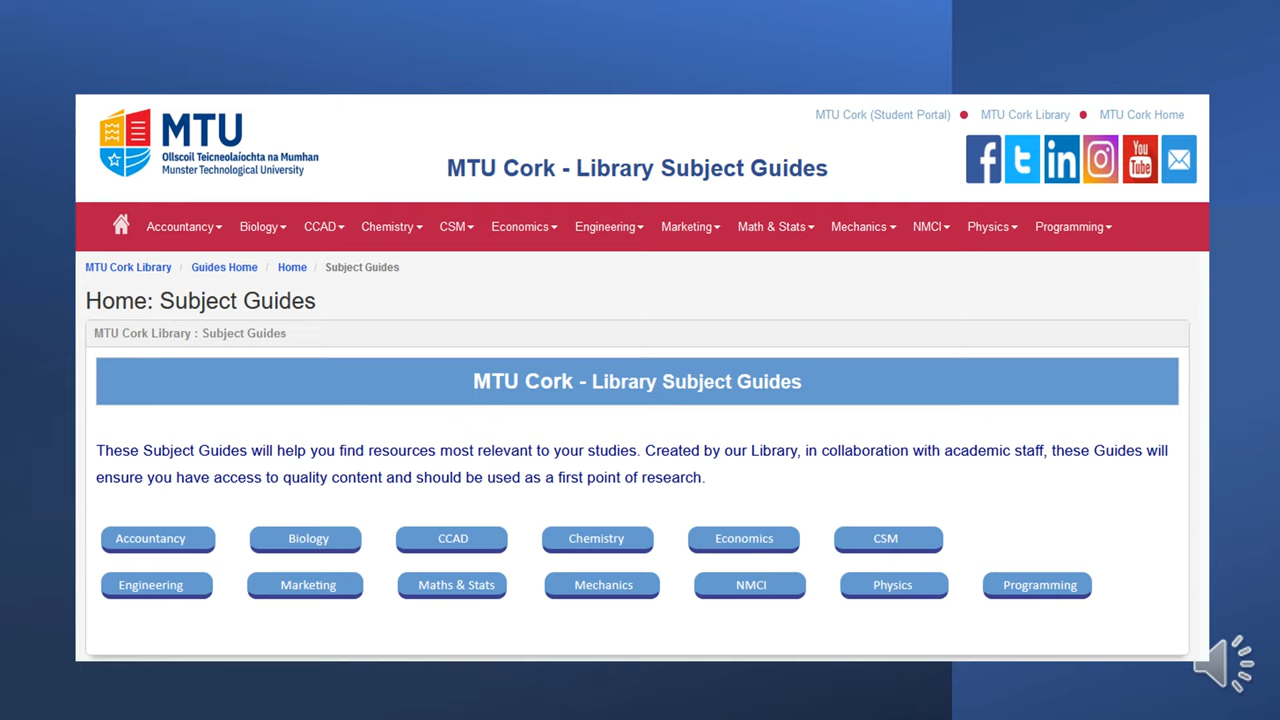 MTU
Ollscoil Teicneolaíochta na Mumhan
Munster Technological University
MTU Cork (Student Portal) MTU Cork Library MTU Cork Home
MTU Cork - Library Subject Guides
You
Tube
Accountancy Biology CCAD Chemistry CSM Economics Engineering Marketing Math & Stats Mechanics NMCI Physics Programming
MTU Cork Library / Guides Home / Home / Subject Guides
Home: Subject Guides
MTU Cork Library : Subject Guides
MTU Cork - Library Subject Guides
These Subject Guides will help you find resources most relevant to your studies. Created by our Library, in collaboration with academic staff, these Guides will
ensure you have access to quality content and should be used as a first point of research.
Accountancy Biology CCAD Chemistry Economics CSM
Engineering Marketing Maths & Stats Mechanics NMCI Physics Programming